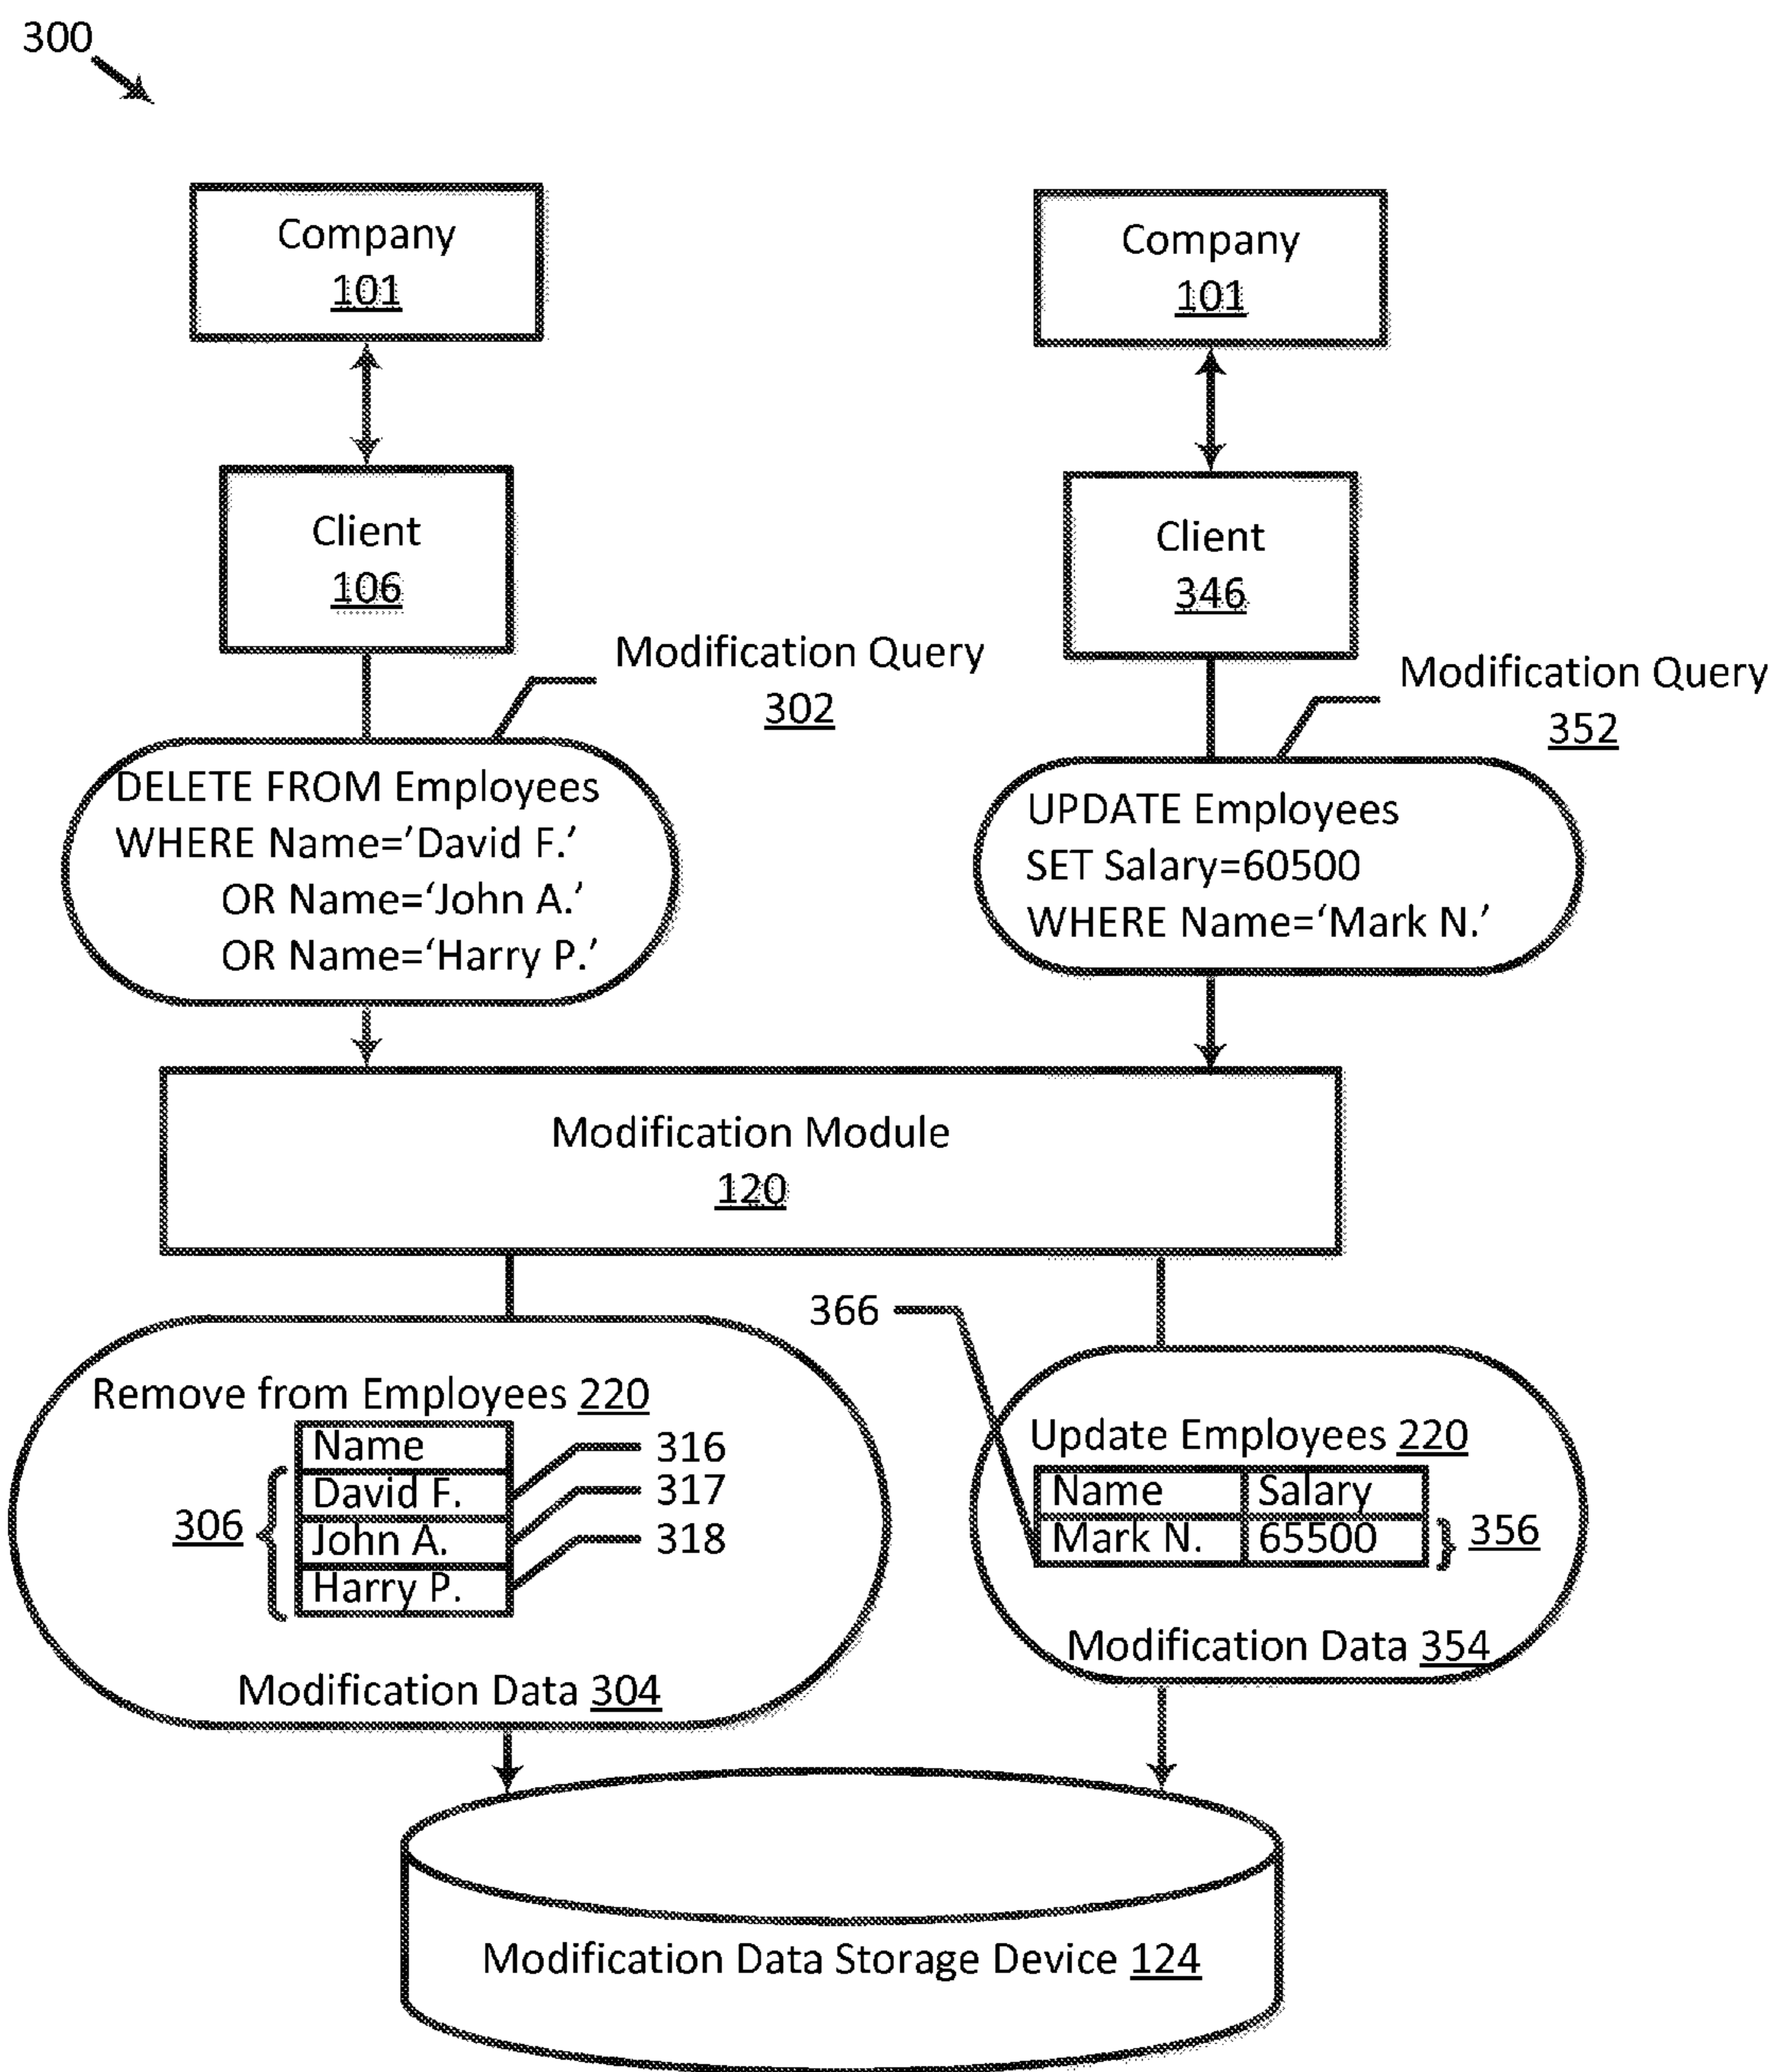 300
Company
101
Company
101
Client
106
Client
346
Modification Query
302
Modification Query
352
DELETE FROM Employees
WHERE Name=’David F.’
OR Name=‘John A.’
OR Name=‘Harry P.’
UPDATE Employees
SET Salary=60500
WHERE Name=‘Mark N.’
Modification Module
120
366
Remove from Employees 220
Name
David F.
John A.
Harry P.
306
316
317
318
Modification Data 304
Update Employees 220
Name Salary
Mark N. 65500
356
Modification Data 354
Modification Data Storage Device 124